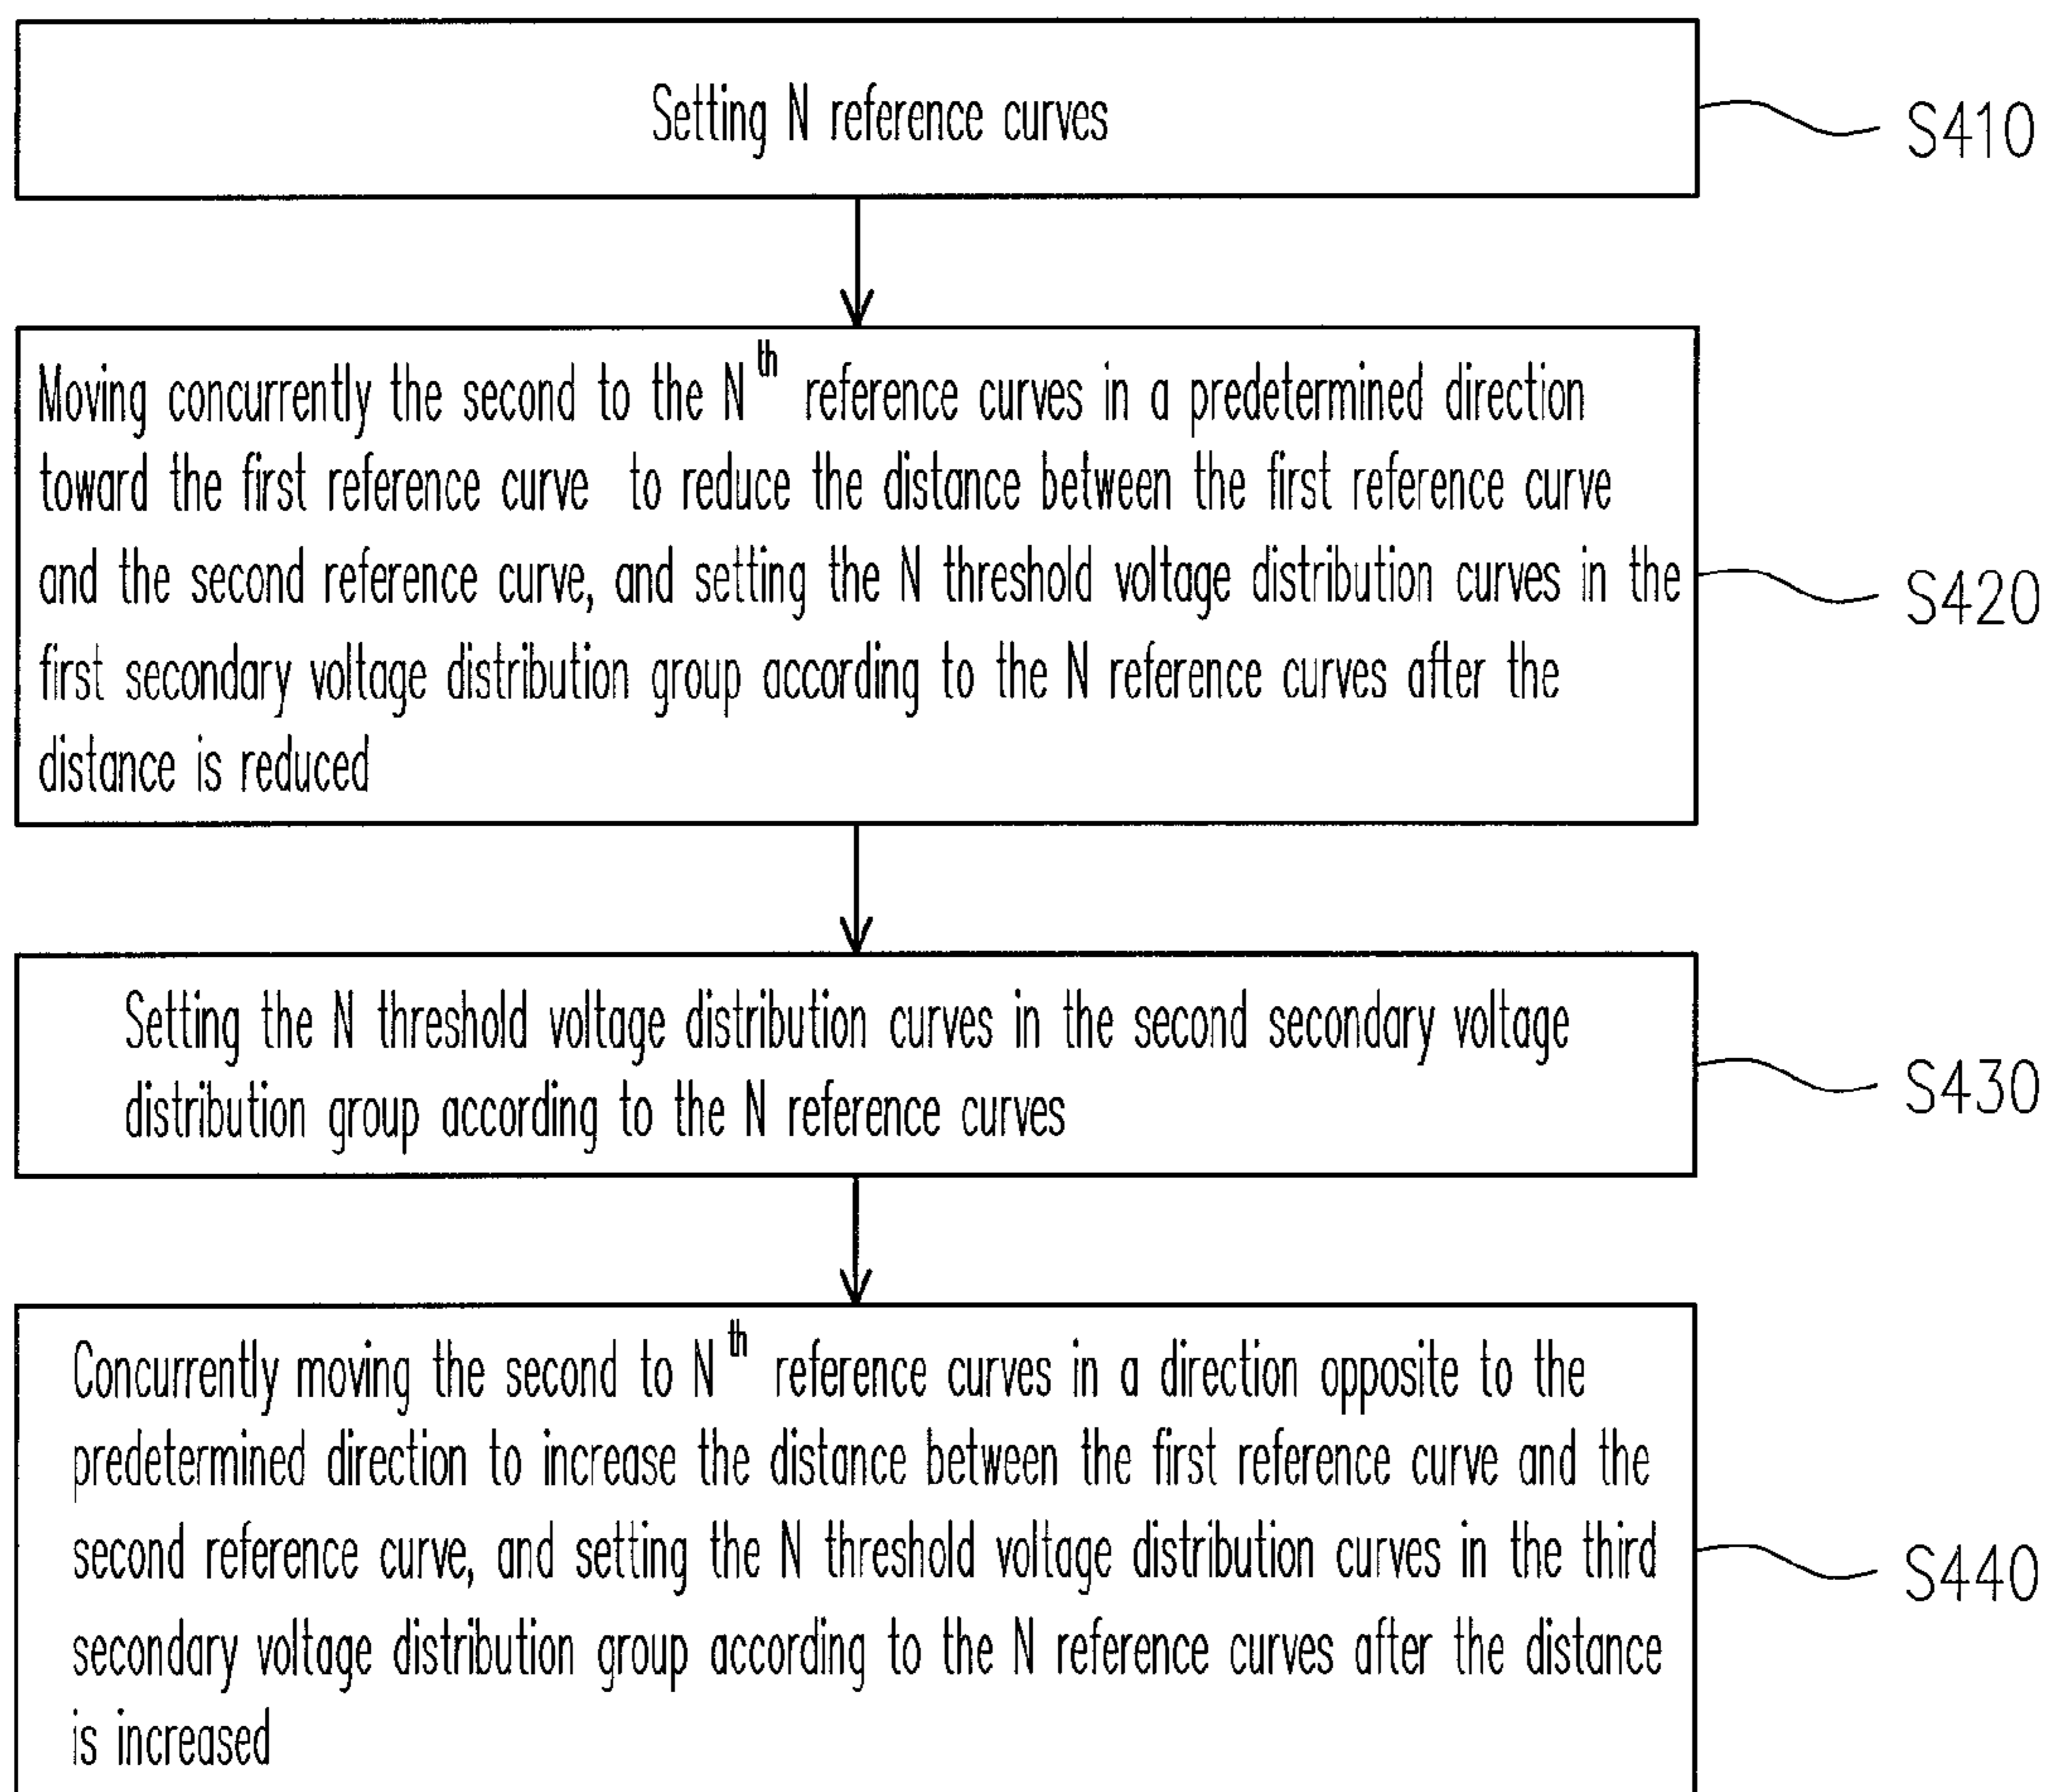 Setting N reference curves
S410
Moving concurrently the second to the Nth reference curves in a predetermined direction
toward the first reference curve to reduce the distance between the first reference curve
and the second reference curve, and setting the N threshold voltage distribution curves in the
first secondary voltage distribution group according to the N reference curves after the
distance is reduced
S420
Setting the N threshold voltage distribution curves in the second secondary voltage
distribution group according to the N reference curves
S430
Concurrently moving the second to Nth reference curves in a direction opposite to the
predetermined direction to increase the distance between the first reference curve and the
second reference curve, and setting the N threshold voltage distribution curves in the third
secondary voltage distribution group according to the N reference curves after the distance
is increased
S440